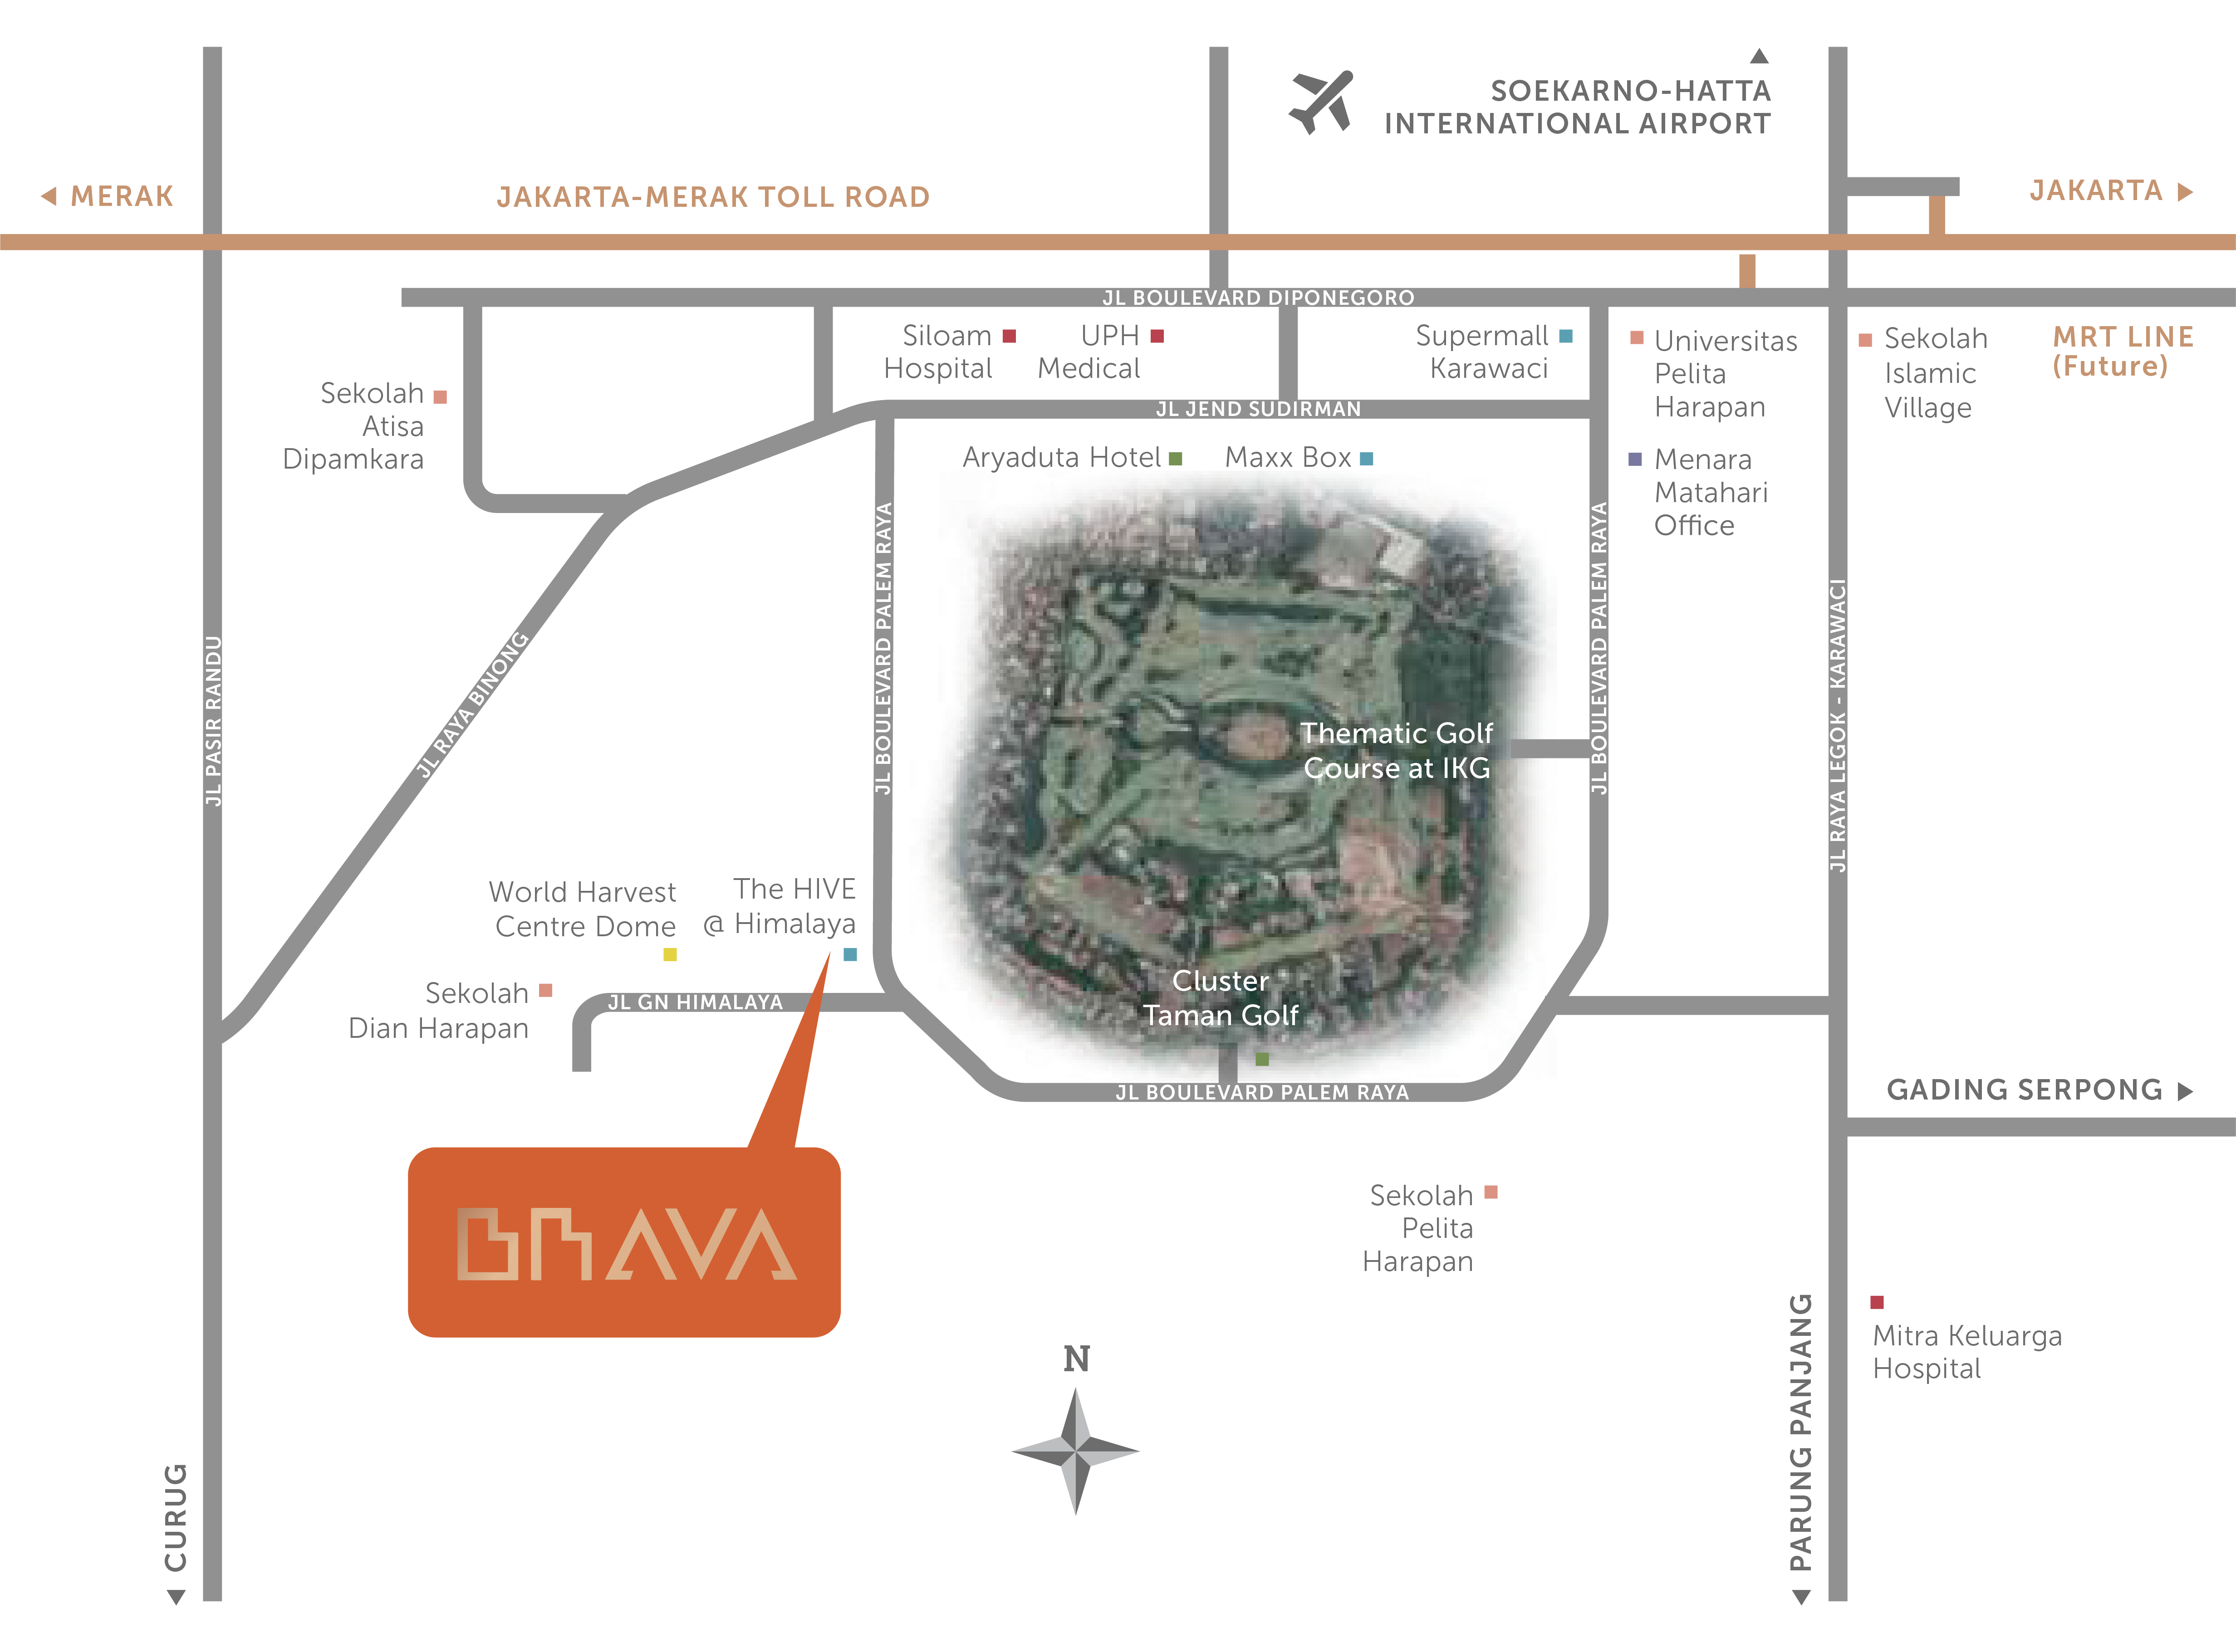 SOEKARNO-HATTA
INTERNATIONAL AIRPORT
MERAK
JAKARTA-MERAK TOLL ROAD
JAKARTA
JL BOULEVARD DIPONEGORO
MRT LINE
(Future)
Siloam
Hospital
UPH
Medical
Supermall
Karawaci
Universitas
Pelita
Harapan
Sekolah
Islamic
Village
Sekolah
Atisa
Dipamkara
JL JEND SUDIRMAN
Aryaduta Hotel
Maxx Box
Menara
Matahari
Office
JL PASIR RANDU
JL RAYA BINONG
JL BOULEVARD PALEM RAYA
JL BOULEVARD PALEM RAYA
JL RAYA LEGOK - KARAWACI
Thematic Golf
Course at IKG
World Harvest
Centre Dome
The HIVE
@ Himalaya
Sekolah
Dian Harapan
JL GN HIMALAYA
Cluster
Taman Golf
JL BOULEVARD PALEM RAYA
GADING SERPONG
BRAVA
Sekolah
Pelita
Harapan
Mitra Keluarga
Hospital
N
CURUG
PARUNG PANJANG